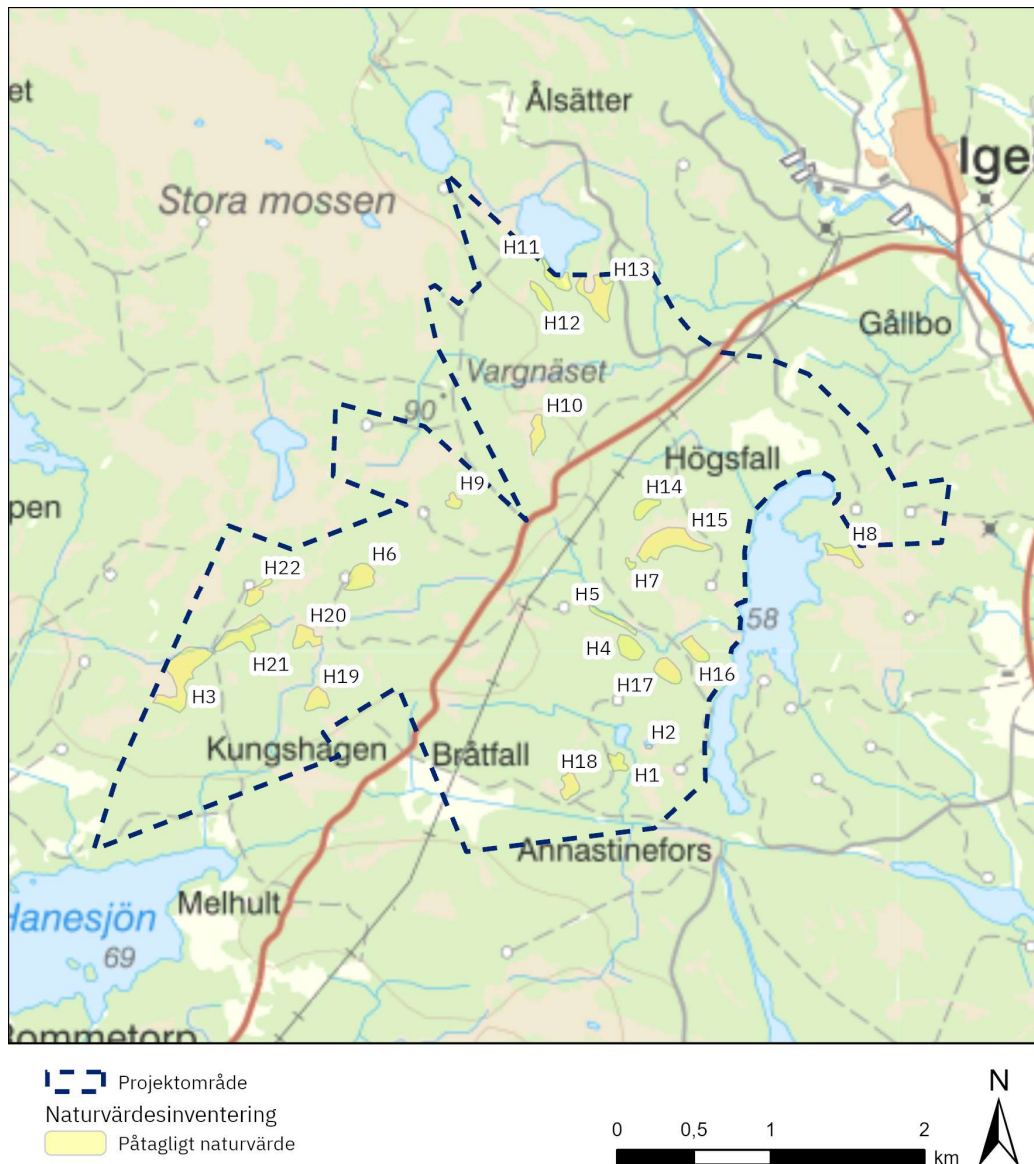 et
Ålsätter
Ige
Stora mossen
H11
H13
H12
Gållbo
Vargnäset
90
H10
Högsfall
H9
pen
H14
H15
H8
H22
H6
H7
H5
58
H20
H4
H21
H16
H3
H19
H17
H2
Kungshagen
Bråtfall
H18
H1
Annastinefors
Melhult
Hanesjön
69
Rommetorp
Projektområde
Naturvärdesinventering
Påtagligt naturvärde
N
0 0,5 1 2
km